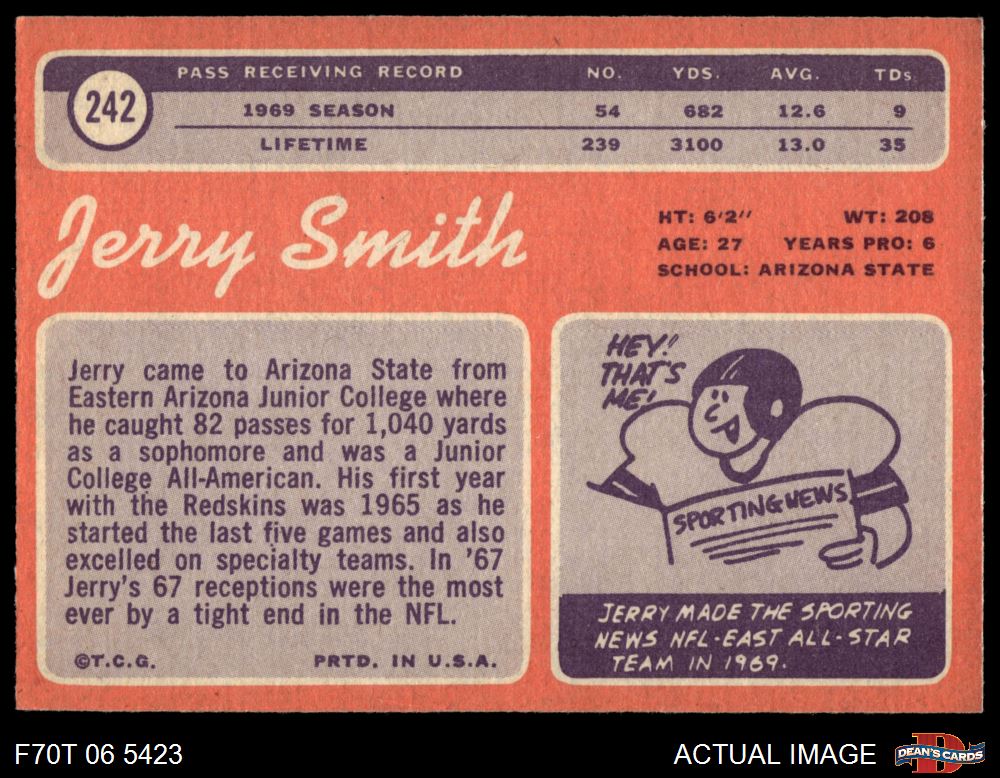 242
PASS RECEIVING RECORD NO. YDS. AVG. TDs
1969 SEASON 54 682 12.6 9
LIFETIME 239 3100 13.0 35
Jerry Smith
HT: 6'2" WT: 208
AGE: 27 YEARS PRO: 6
SCHOOL: ARIZONA STATE
Jerry came to Arizona State from
Eastern Arizona Junior College where
he caught 82 passes for 1,040 yards
as a sophomore and was a Junior
College All-American. His first year
with the Redskins was 1965 as he
started the last five games and also
excelled on specialty teams. In '67
Jerry's 67 receptions were the most
ever by a tight end in the NFL.
©T.C.G. PRTD. IN U.S.A.
HEY!
THAT'S
ME!
SPORTING NEWS
JERRY MADE THE SPORTING
NEWS NFL-EAST ALL-STAR
TEAM IN 1969.
F70T 06 5423
ACTUAL IMAGE
D
DEAN'S CARDS